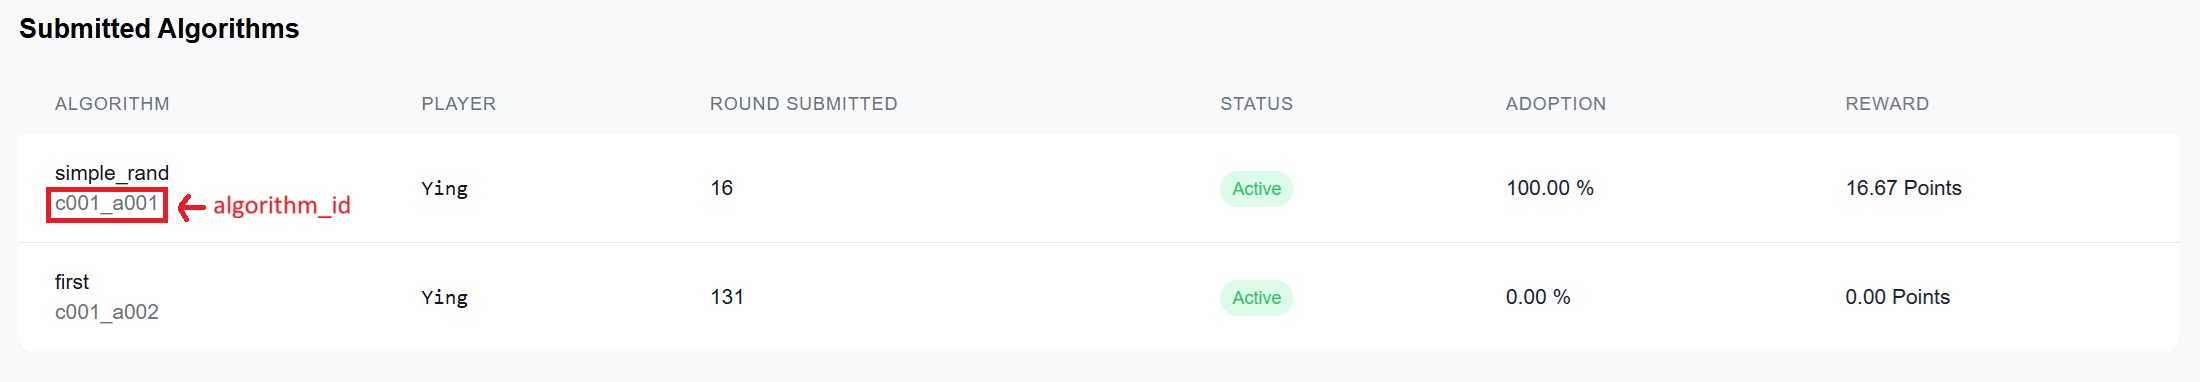 Submitted Algorithms
ALGORITHM PLAYER ROUND SUBMITTED STATUS ADOPTION REWARD
simple_rand
c001_a001 algorithm_id
Ying 16 Active 100.00 % 16.67 Points
first
c001_a002
Ying 131 Active 0.00 % 0.00 Points